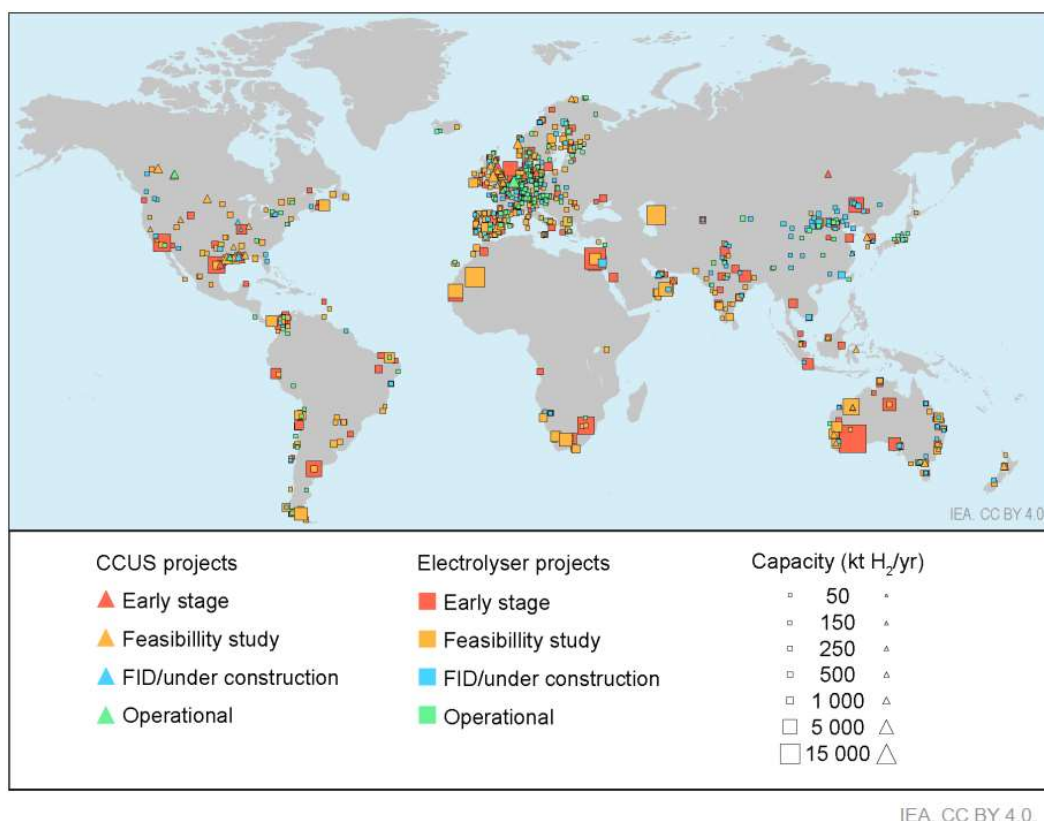 IEA. CC BY 4.0.
CCUS projects
Early stage
Feasibillity study
FID/under construction
Operational
Electrolyser projects
Early stage
Feasibillity study
FID/under construction
Operational
Capacity (kt H₂/yr)
50
150
250
500
1 000
5 000
15 000
IEA. CC BY 4.0.